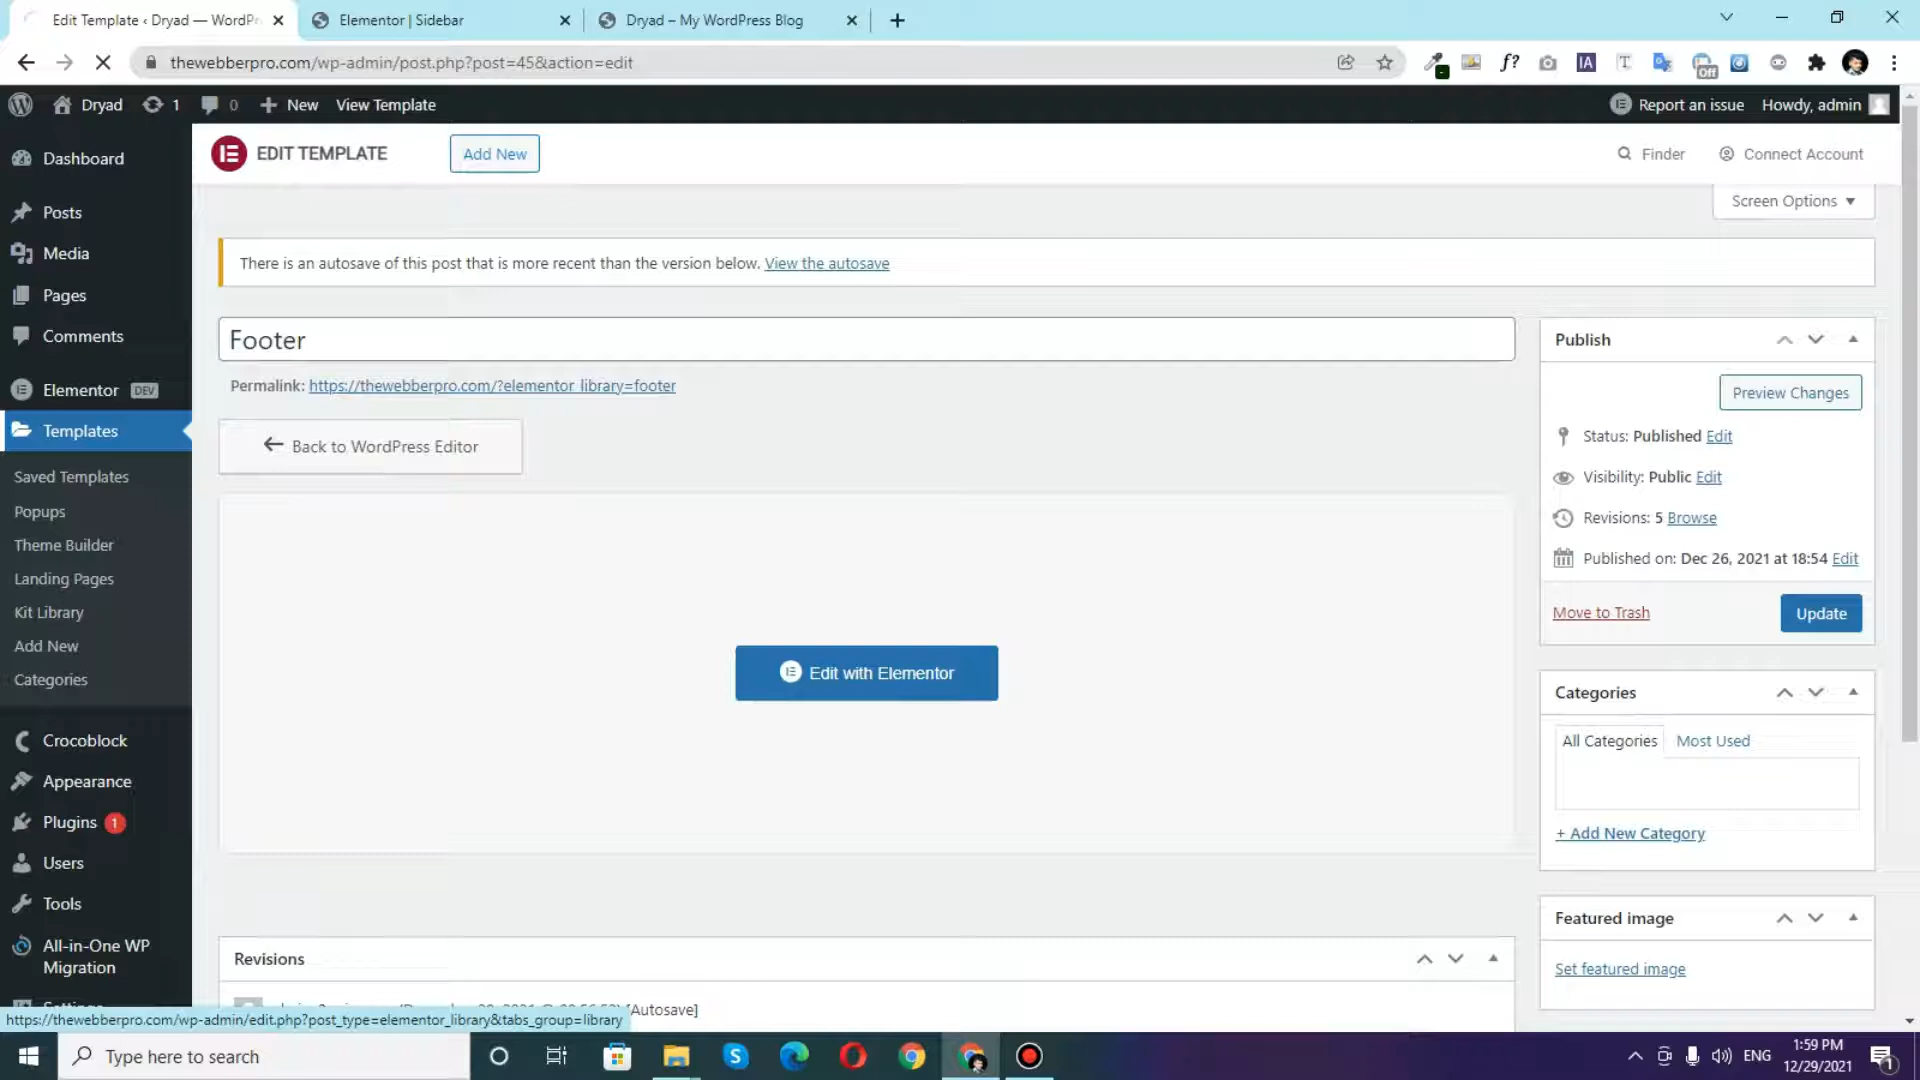 Edit Template ‹ Dryad — WordPr
Elementor | Sidebar
Dryad – My WordPress Blog
thewebberpro.com/wp-admin/post.php?post=45&action=edit
f?
IA
T
Off
Dryad
1
0
New
View Template
Report an issue
Howdy, admin
Dashboard
Posts
Media
Pages
Comments
Elementor DEV
Templates
Saved Templates
Popups
Theme Builder
Landing Pages
Kit Library
Add New
Categories
Crocoblock
Appearance
Plugins 1
Users
Tools
All-in-One WP
Migration
Settings
EDIT TEMPLATE
Add New
Finder
Connect Account
Screen Options
There is an autosave of this post that is more recent than the version below. View the autosave
Footer
Permalink: https://thewebberpro.com/?elementor_library=footer
Back to WordPress Editor
Edit with Elementor
Revisions
[Autosave]
Publish
Preview Changes
Status: Published Edit
Visibility: Public Edit
Revisions: 5 Browse
Published on: Dec 26, 2021 at 18:54 Edit
Move to Trash
Update
Categories
All Categories
Most Used
+ Add New Category
Featured image
Set featured image
https://thewebberpro.com/wp-admin/edit.php?post_type=elementor_library&tabs_group=library
Type here to search
ENG
1:59 PM
12/29/2021
1